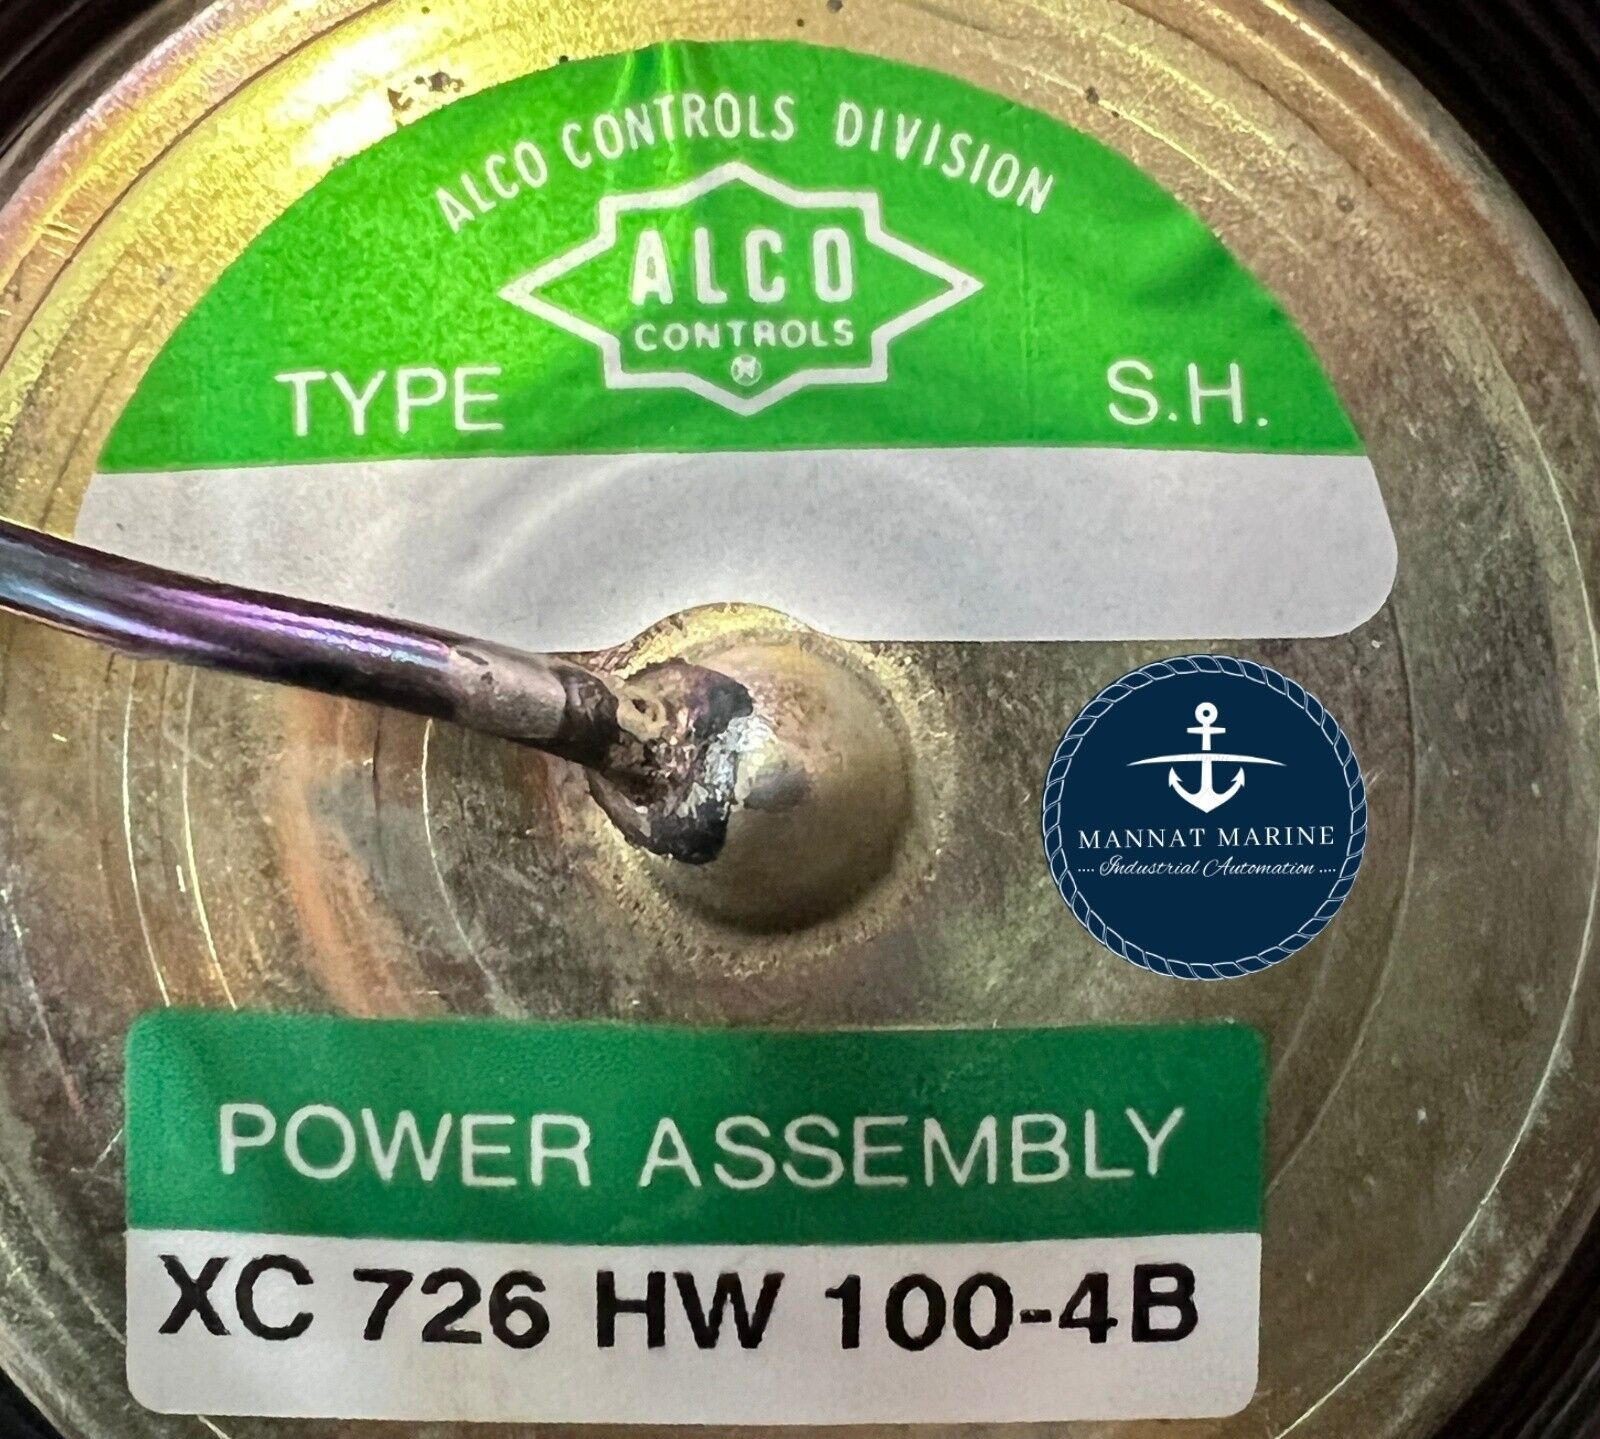 ALCO CONTROLS DIVISION
ALCO
CONTROLS
TYPE S.H.
MANNAT MARINE
.... Industrial Automation ....
POWER ASSEMBLY
XC 726 HW 100-4B